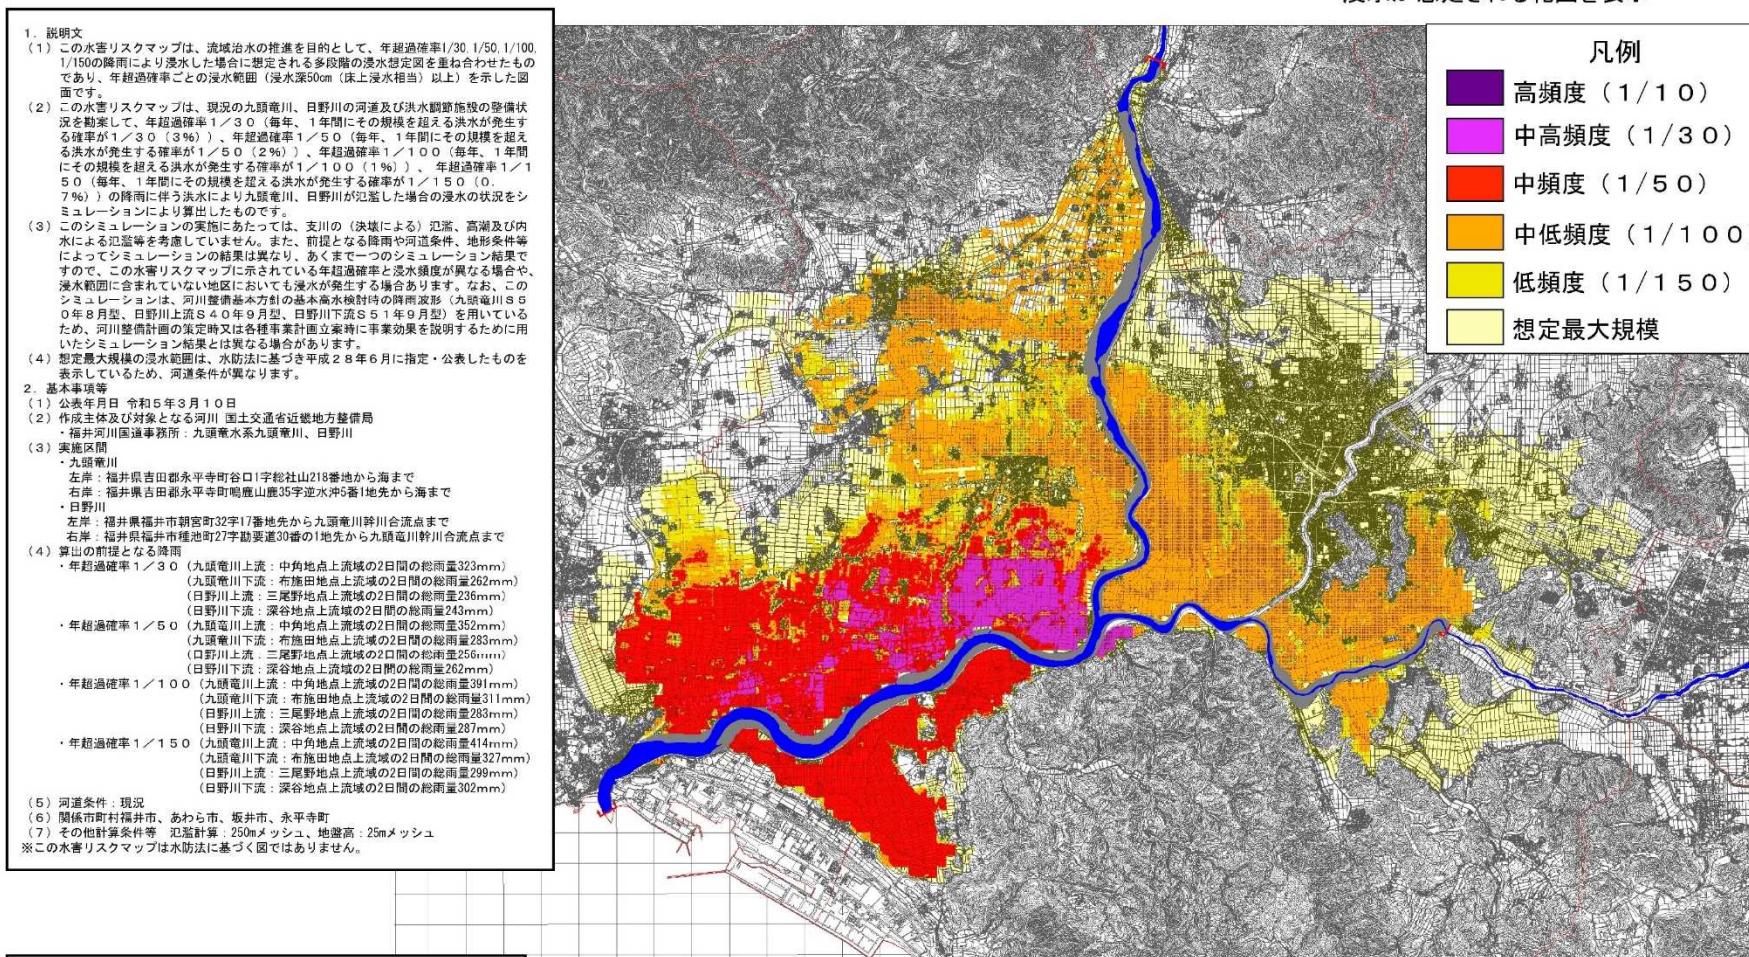 1．説明文
（1）この水害リスクマップは、流域治水の推進を目的として、年超過確率1/30,1/50,1/100,
1/150の降雨により浸水した場合に想定される多段階の浸水想定図を重ね合わせたもの
であり、年超過確率ごとの浸水範囲（浸水深50cm（床上浸水相当）以上）を示した図
面です。
（2）この水害リスクマップは、現況の九頭竜川、日野川の河道及び洪水調節施設の整備状
況を勘案して、年超過確率１／３０（毎年、１年間にその規模を超える洪水が発生す
る確率が１／３０（３％））、年超過確率１／５０（毎年、１年間にその規模を超え
る洪水が発生する確率が１／５０（２％））、年超過確率１／１００（毎年、１年間
にその規模を超える洪水が発生する確率が１／１００（１％））、 年超過確率１／１
５０（毎年、１年間にその規模を超える洪水が発生する確率が１／１５０（０．
７％））の降雨に伴う洪水により九頭竜川、日野川が氾濫した場合の浸水の状況をシ
ミュレーションにより算出したものです。
（3）このシミュレーションの実施にあたっては、支川の（決壊による）氾濫、高潮及び内
水による氾濫等を考慮していません。また、前提となる降雨や河道条件、地形条件等
によってシミュレーションの結果は異なり、あくまで一つのシミュレーション結果で
すので、この水害リスクマップに示されている年超過確率と浸水頻度が異なる場合や、
浸水範囲に含まれていない地区においても浸水が発生する場合あります。なお、この
シミュレーションは、河川整備基本方針の基本高水検討時の降雨波形（九頭竜川Ｓ５
０年８月型、日野川上流Ｓ４０年９月型、日野川下流Ｓ５１年９月型）を用いている
ため、河川整備計画の策定時又は各種事業計画立案時に事業効果を説明するために用
いたシミュレーション結果とは異なる場合があります。
（4）想定最大規模の浸水範囲は、水防法に基づき平成２８年６月に指定・公表したものを
表示しているため、河道条件が異なります。
2．基本事項等
（1）公表年月日 令和５年３月１０日
（2）作成主体及び対象となる河川 国土交通省近畿地方整備局
・福井河川国道事務所：九頭竜水系九頭竜川、日野川
（3）実施区間
・九頭竜川
左岸：福井県吉田郡永平寺町谷口1字総社山218番地から海まで
右岸：福井県吉田郡永平寺町鳴鹿山鹿35字逆水沖5番1地先から海まで
・日野川
左岸：福井県福井市朝宮町32字17番地先から九頭竜川幹川合流点まで
右岸：福井県福井市種池町27字勘要道30番の1地先から九頭竜川幹川合流点まで
（4）算出の前提となる降雨
・年超過確率１／３０（九頭竜川上流：中角地点上流域の2日間の総雨量323mm）
（九頭竜川下流：布施田地点上流域の2日間の総雨量262mm）
（日野川上流：三尾野地点上流域の2日間の総雨量236mm）
（日野川下流：深谷地点上流域の2日間の総雨量243mm）
・年超過確率１／５０（九頭竜川上流：中角地点上流域の2日間の総雨量352mm）
（九頭竜川下流：布施田地点上流域の2日間の総雨量283mm）
（日野川上流：三尾野地点上流域の2日間の総雨量256mm）
（日野川下流：深谷地点上流域の2日間の総雨量262mm）
・年超過確率１／１００（九頭竜川上流：中角地点上流域の2日間の総雨量391mm）
（九頭竜川下流：布施田地点上流域の2日間の総雨量311mm）
（日野川上流：三尾野地点上流域の2日間の総雨量283mm）
（日野川下流：深谷地点上流域の2日間の総雨量287mm）
・年超過確率１／１５０（九頭竜川上流：中角地点上流域の2日間の総雨量414mm）
（九頭竜川下流：布施田地点上流域の2日間の総雨量327mm）
（日野川上流：三尾野地点上流域の2日間の総雨量299mm）
（日野川下流：深谷地点上流域の2日間の総雨量302mm）
（5）河道条件：現況
（6）関係市町村福井市、あわら市、坂井市、永平寺町
（7）その他計算条件等　氾濫計算：250mメッシュ、地盤高：25mメッシュ
※この水害リスクマップは水防法に基づく図ではありません。
凡例
高頻度（１/１０）
中高頻度（１/３０）
中頻度（１/５０）
中低頻度（１/１００
低頻度（１/１５０）
想定最大規模